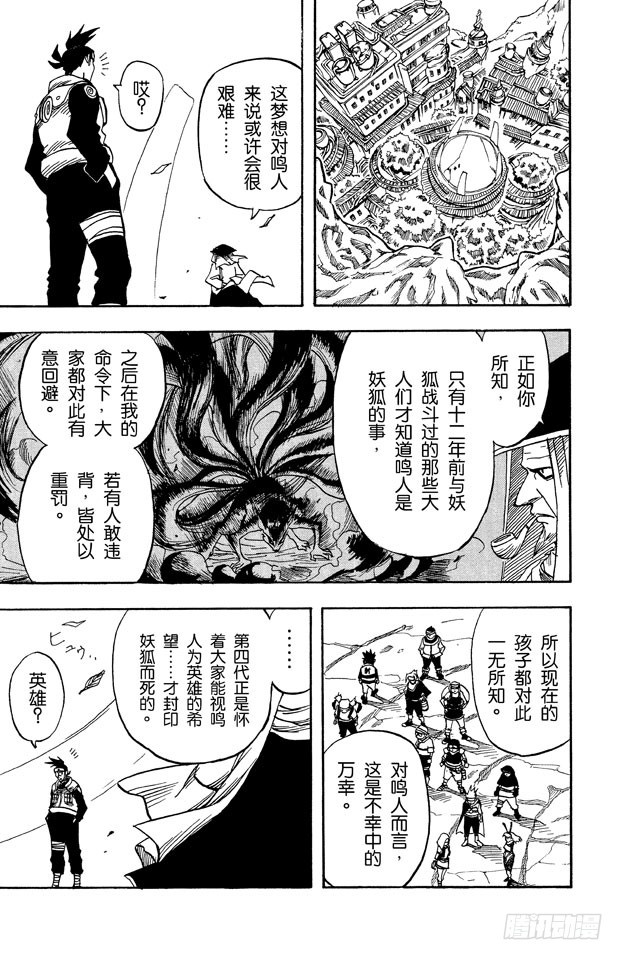 这梦想对鸣人
来说或许会很
艰难……
哎？
正如你
所知，
只有十二年前与妖
狐战斗过的那些大
人们才知道鸣人是
妖狐的事，
之后在我的
命令下，大
家都对此有
意回避。
若有人敢违
背，皆处以
重罚。
所以现在的
孩子都对此
一无所知。
对鸣人而言，
这是不幸中的
万幸。
……
第四代正是怀
着大家能视鸣
人为英雄的希
望……才封印
妖狐而死的。
ヒュゥ…
英雄？
腾讯动漫